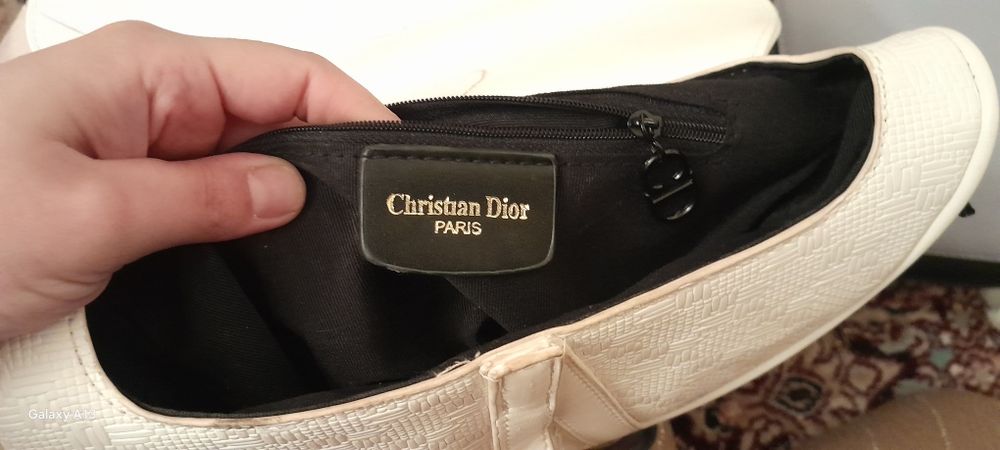 Christian Dior
PARIS
Galaxy A13